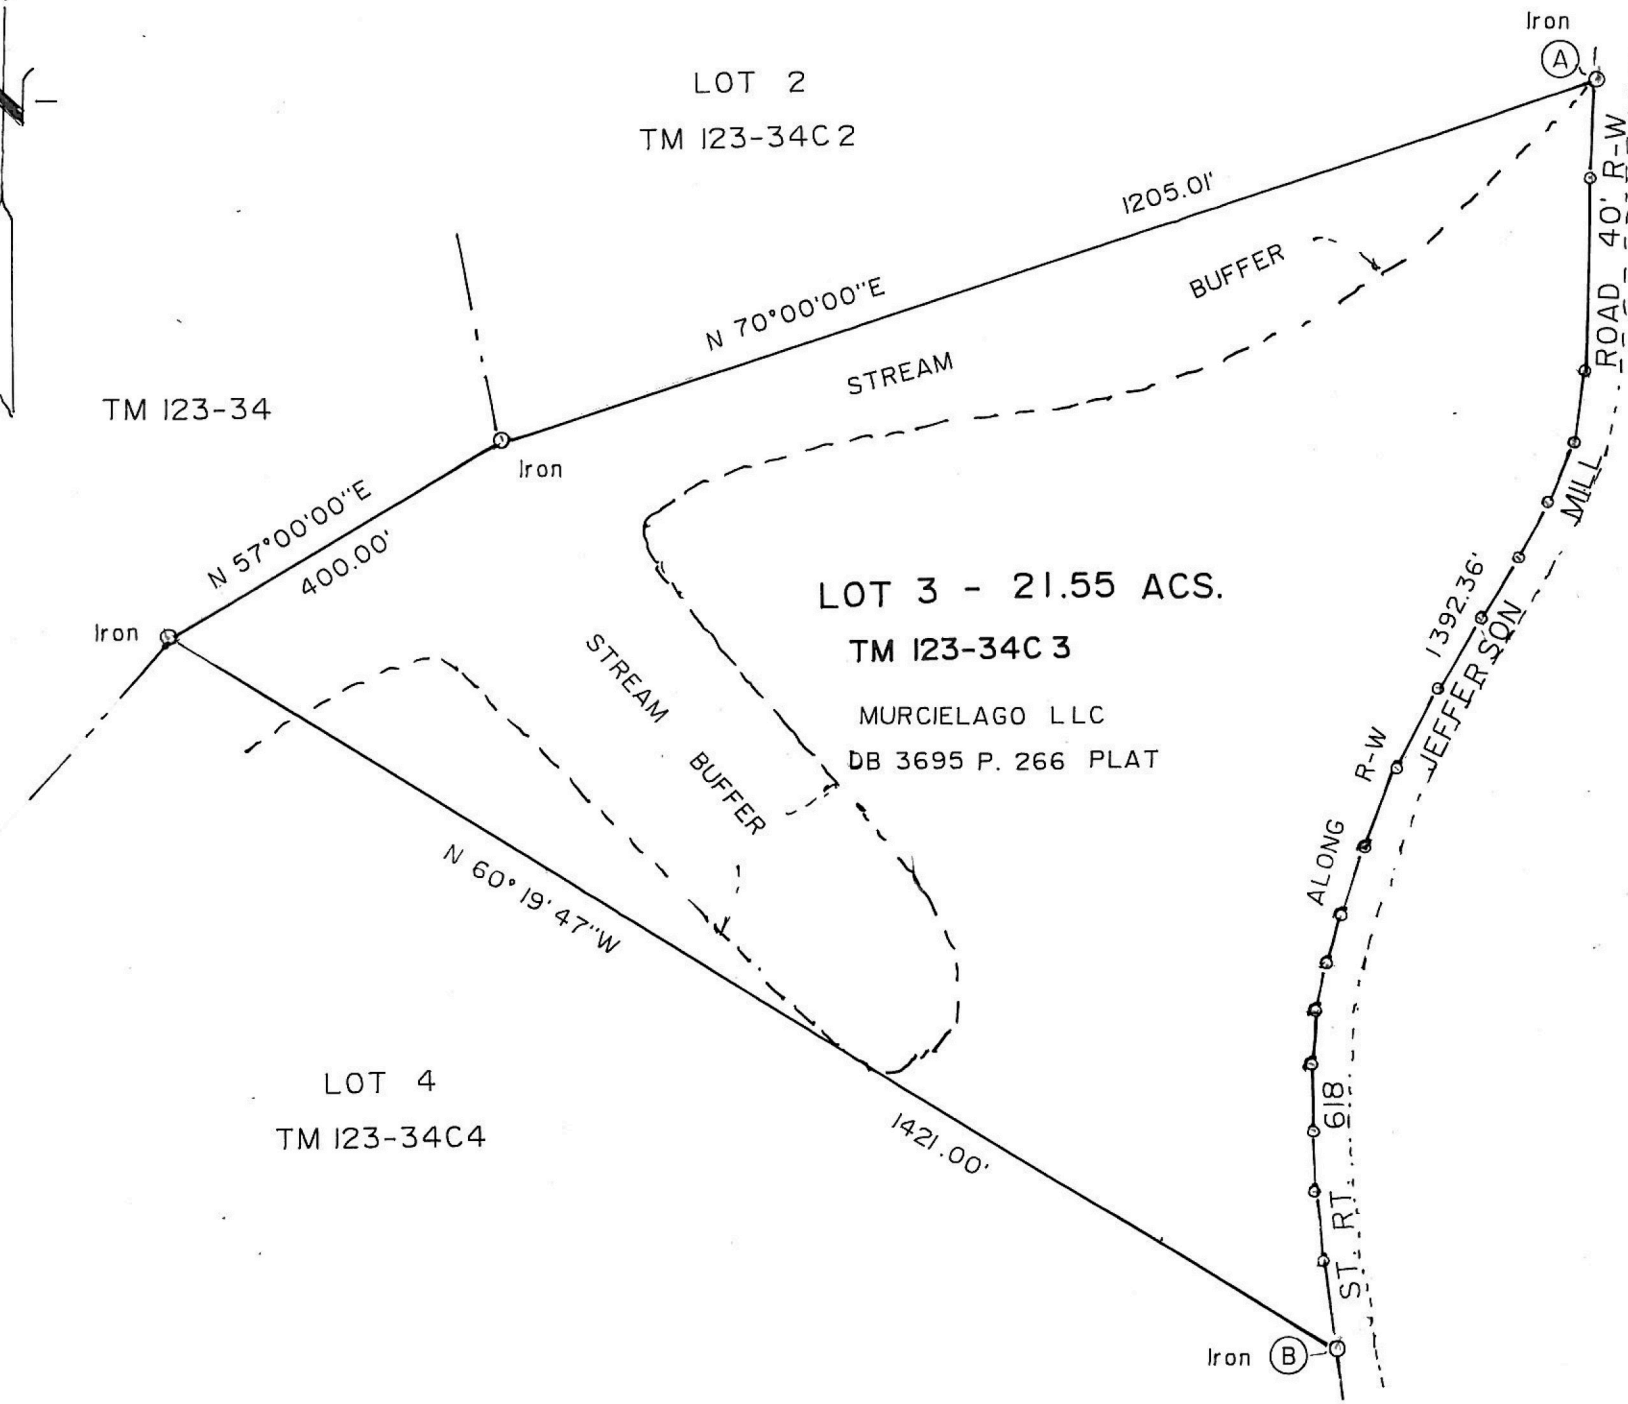 Iron
A
LOT 2
TM 123-34C2
1205.01'
N 70°00'00"E
BUFFER
STREAM
ROAD 40' R-W
TM 123-34
Iron
N 57°00'00"E
400.00'
MILL
LOT 3 - 21.55 ACS.
TM 123-34C3
MURCIELAGO LLC
DB 3695 P. 266 PLAT
Iron
STREAM
BUFFER
1392.36'
JEFFERSON
R-W
ALONG
N 60°19'47"W
LOT 4
TM 123-34C4
1421.00'
618
ST. RT.
Iron B